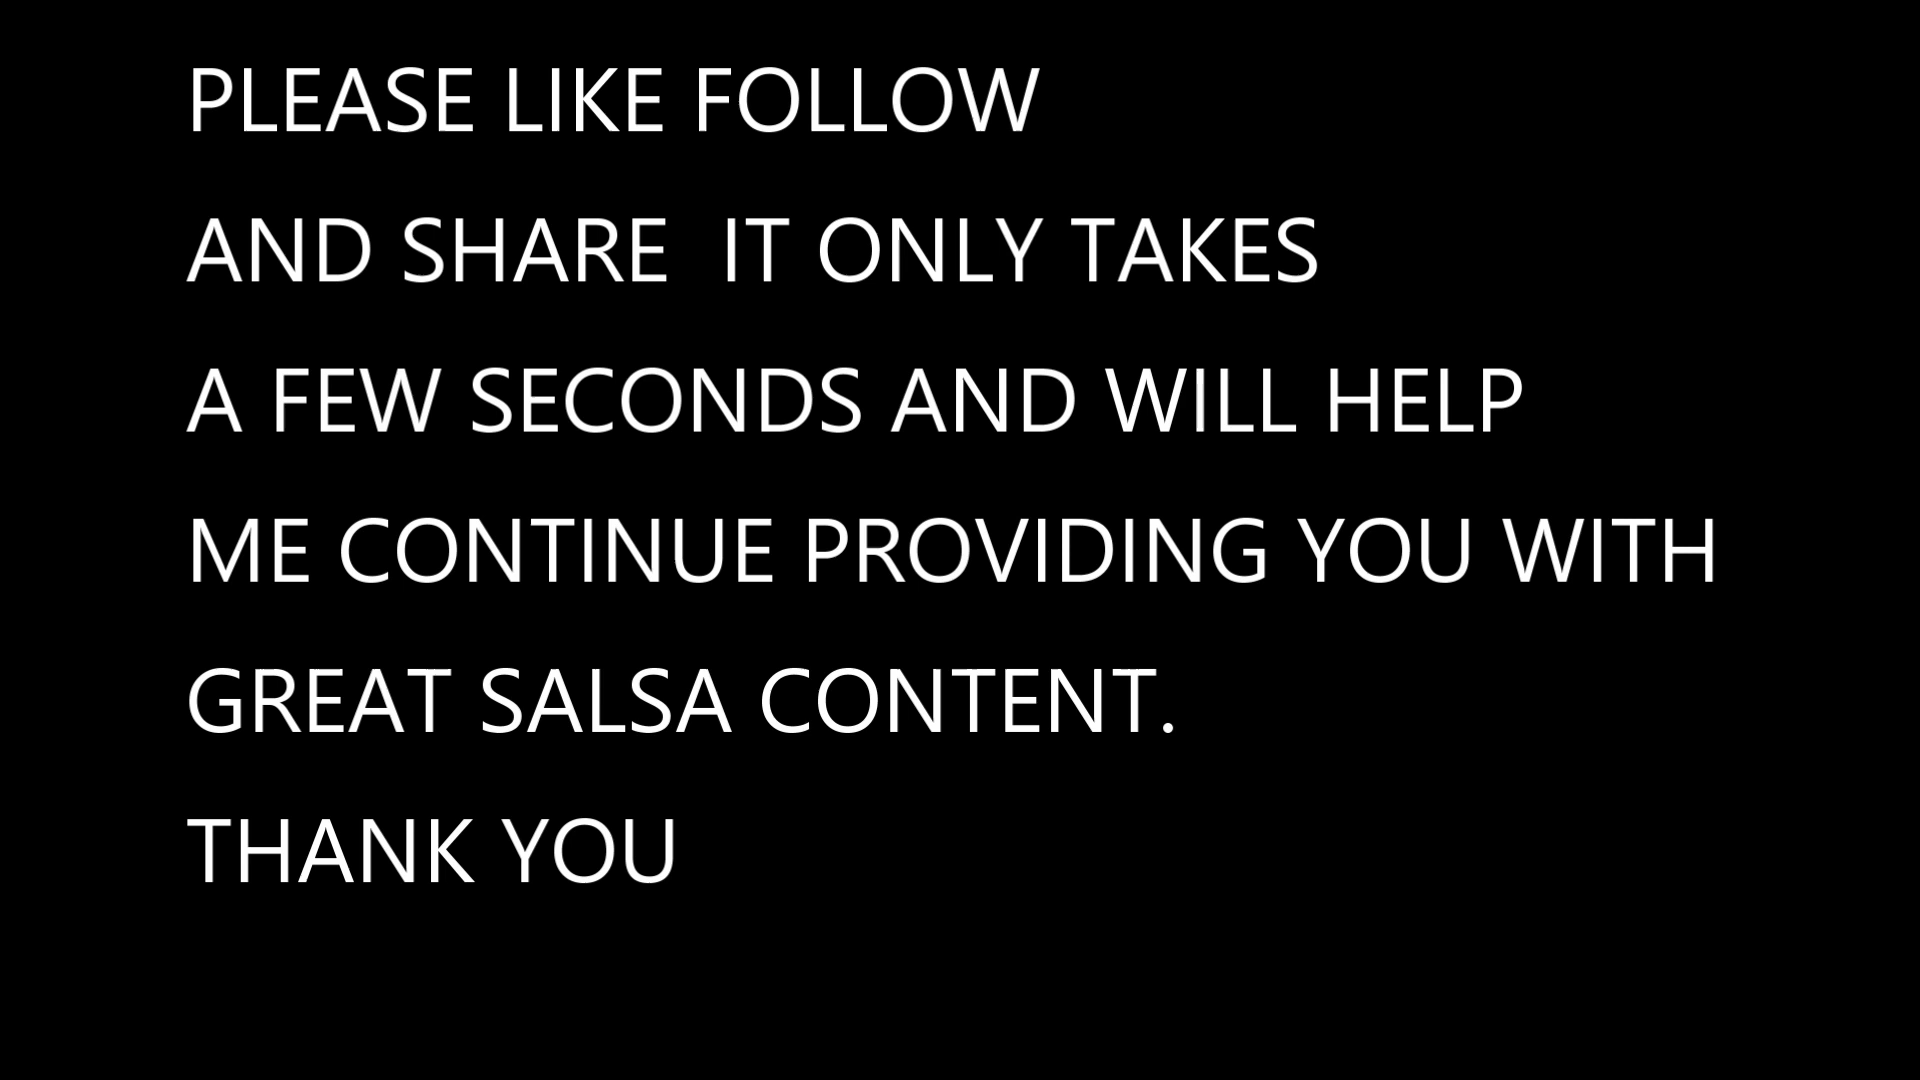 PLEASE LIKE FOLLOW
AND SHARE  IT ONLY TAKES
A FEW SECONDS AND WILL HELP
ME CONTINUE PROVIDING YOU WITH
GREAT SALSA CONTENT.
THANK YOU